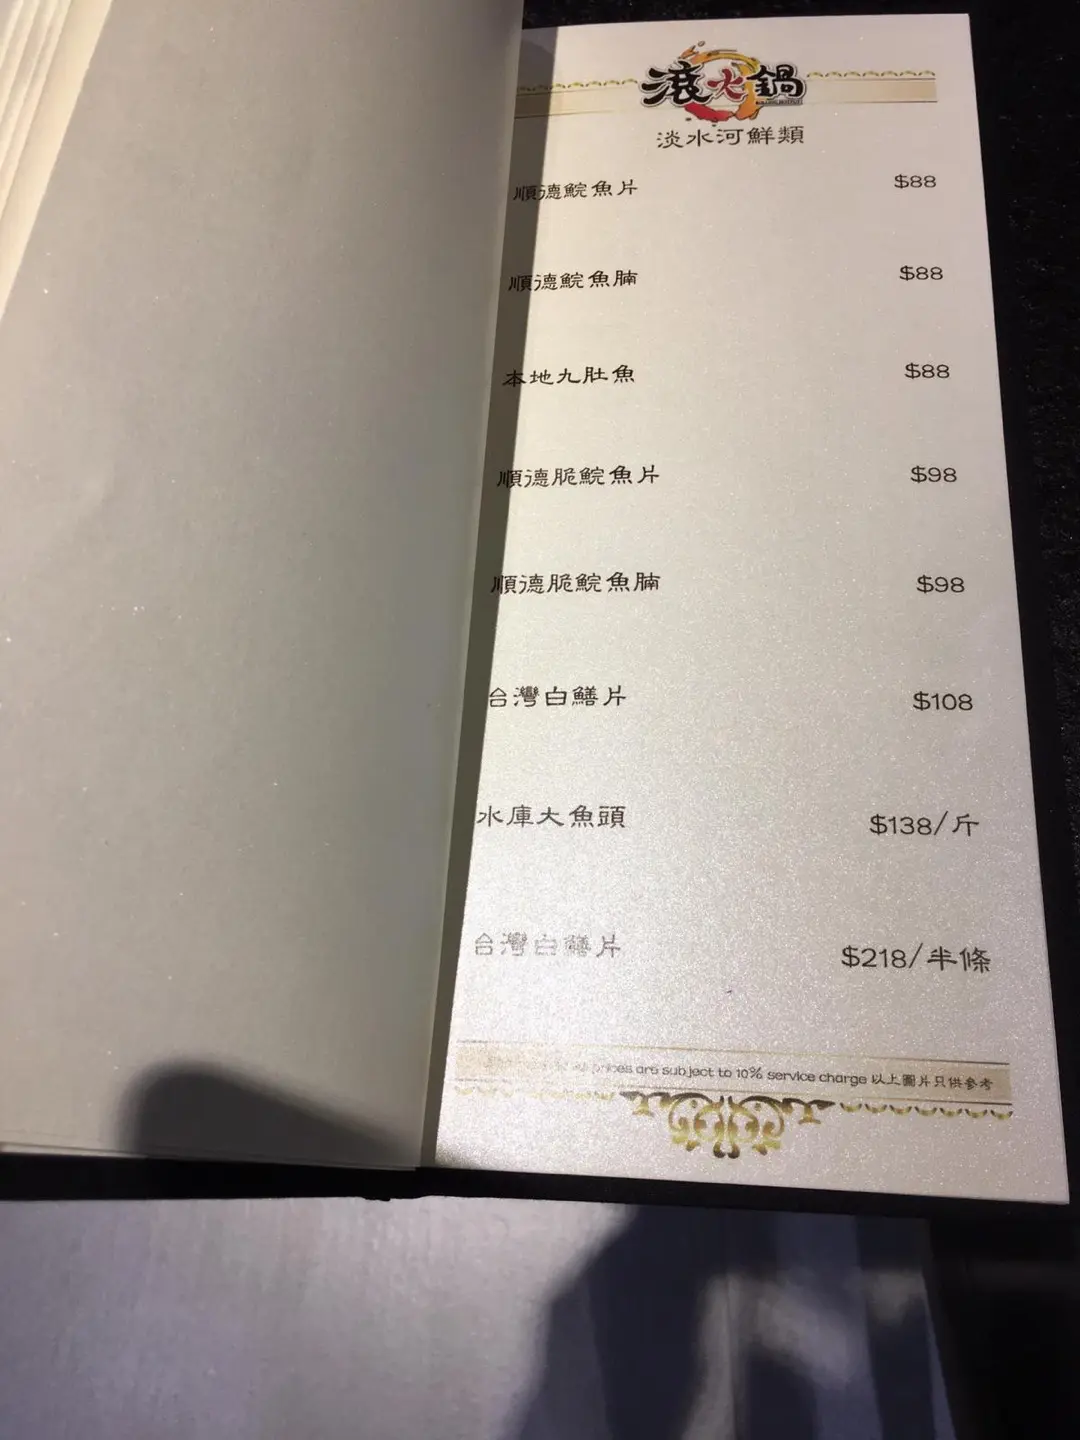 滾火鍋
淡水河鮮類
順德鯇魚片 $88
順德鯇魚腩 $88
本地九肚魚 $88
順德脆鯇魚片 $98
順德脆鯇魚腩 $98
台灣白鱔片 $108
水庫大魚頭 $138/斤
台灣白鱔片 $218/半條
prices are subject to 10% service charge 以上圖片只供參考